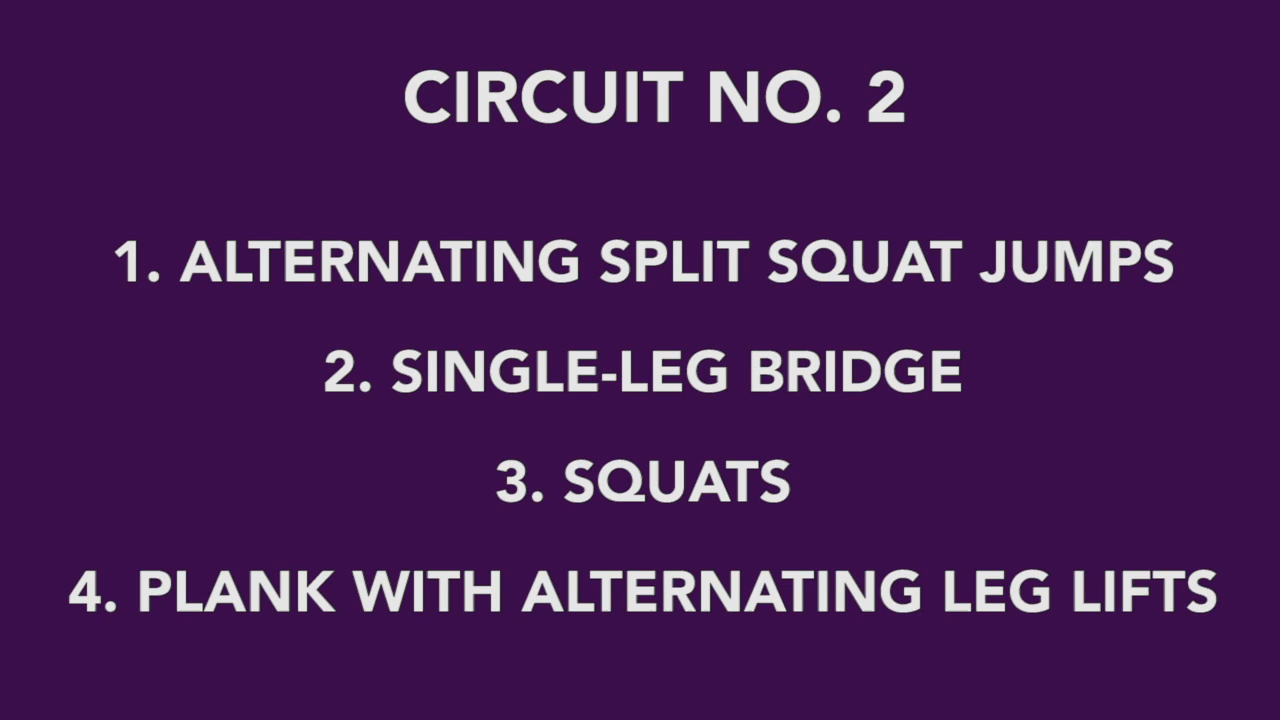 CIRCUIT NO. 2
1. ALTERNATING SPLIT SQUAT JUMPS
2. SINGLE-LEG BRIDGE
3. SQUATS
4. PLANK WITH ALTERNATING LEG LIFTS